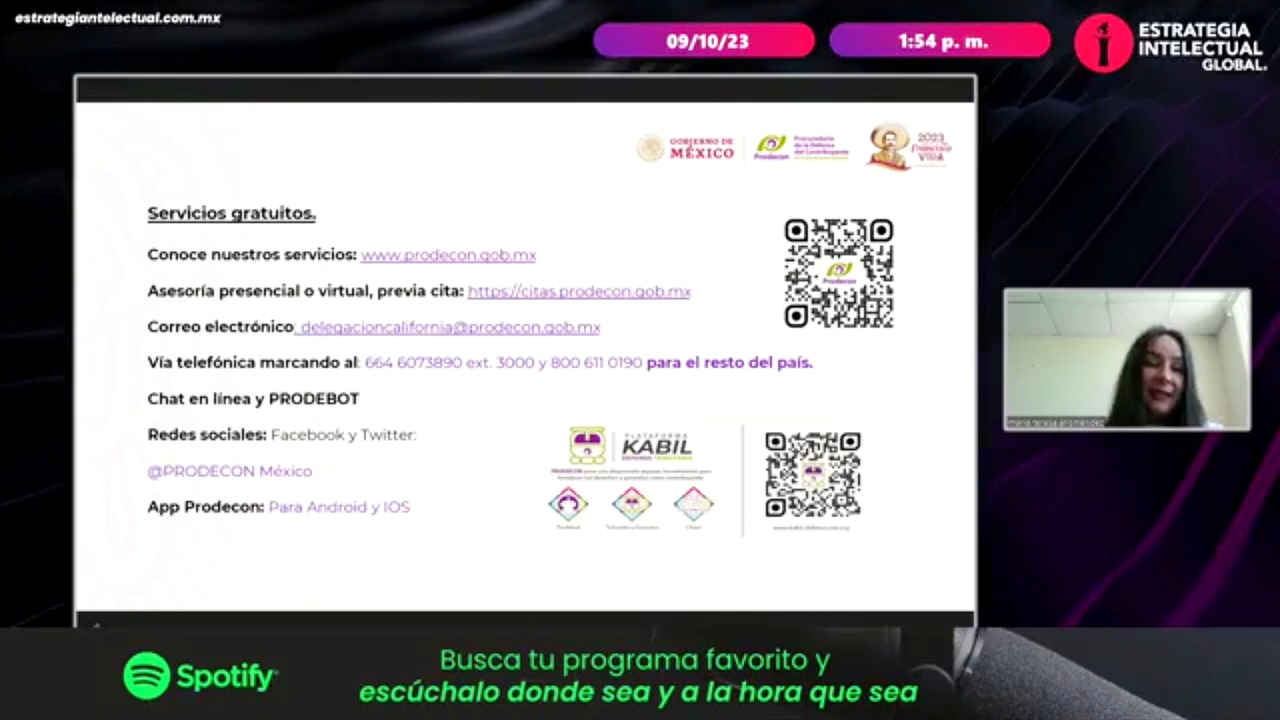 estrategiantelectual.com.mx
09/10/23
1:54 p. m.
ESTRATEGIA
INTELECTUAL
GLOBAL.
GOBIERNO DE
MÉXICO
Prodecon
Procuraduría
de la Defensa
del Contribuyente
2023
Francisco
VILLA
Servicios gratuitos.
Conoce nuestros servicios: www.prodecon.gob.mx
Asesoría presencial o virtual, previa cita: https://citas.prodecon.gob.mx
Correo electrónico: delegacioncalifornia@prodecon.gob.mx
Vía telefónica marcando al: 664 6073890 ext. 3000 y 800 611 0190 para el resto del país.
Chat en línea y PRODEBOT
Redes sociales: Facebook y Twitter:
@PRODECON México
App Prodecon: Para Android y IOS
Prodecon
PLATAFORMA
KABIL
Prodebot
Spotify
Busca tu programa favorito y
escúchalo donde sea y a la hora que sea